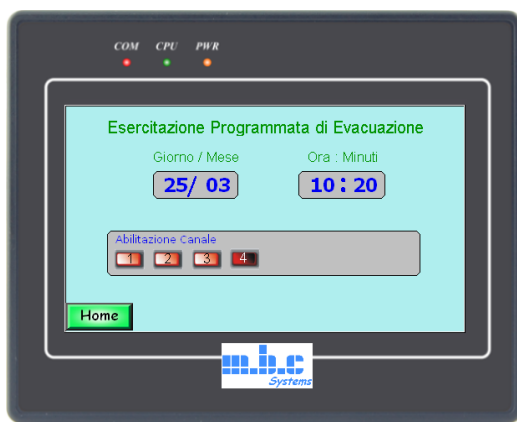 COM CPU PWR
Esercitazione Programmata di Evacuazione
Giorno / Mese Ora : Minuti
25/ 03 10 : 20
Abilitazione Canale
1 2 3 4
Home
m.b.c
Systems